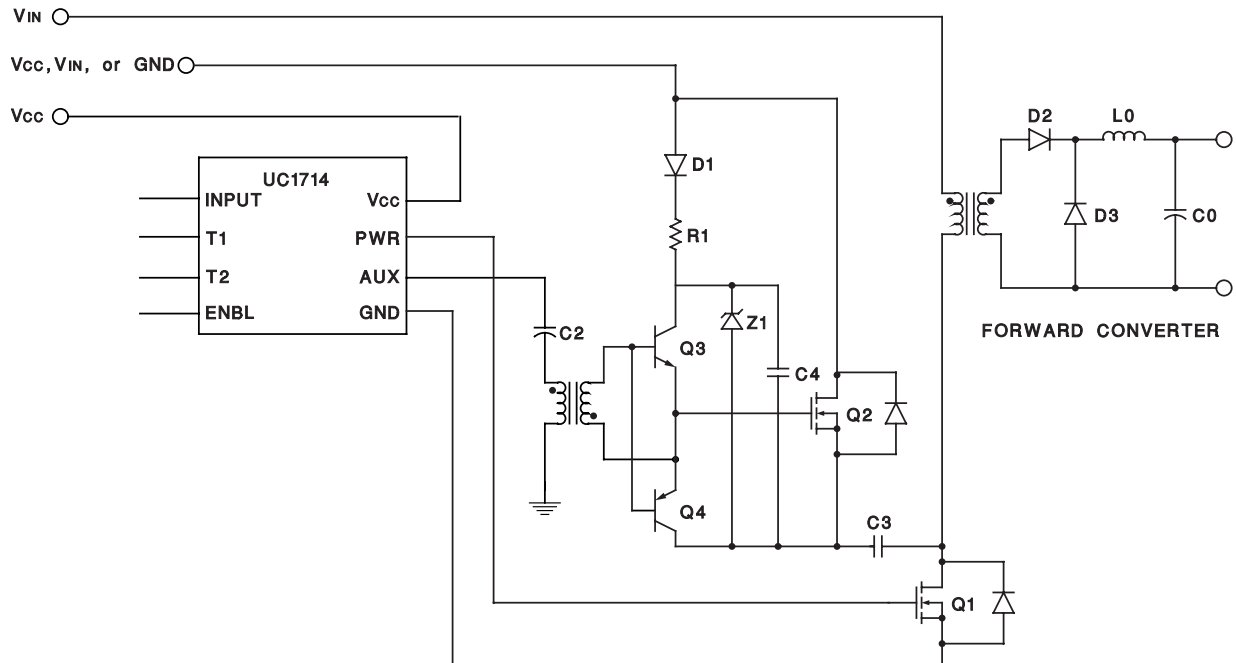 VIN
VCC, VIN, or GND
VCC
UC1714
INPUT
VCC
T1
PWR
T2
AUX
ENBL
GND
D1
R1
C2
Q3
Z1
C4
Q2
Q4
C3
Q1
D2
L0
D3
C0
FORWARD CONVERTER